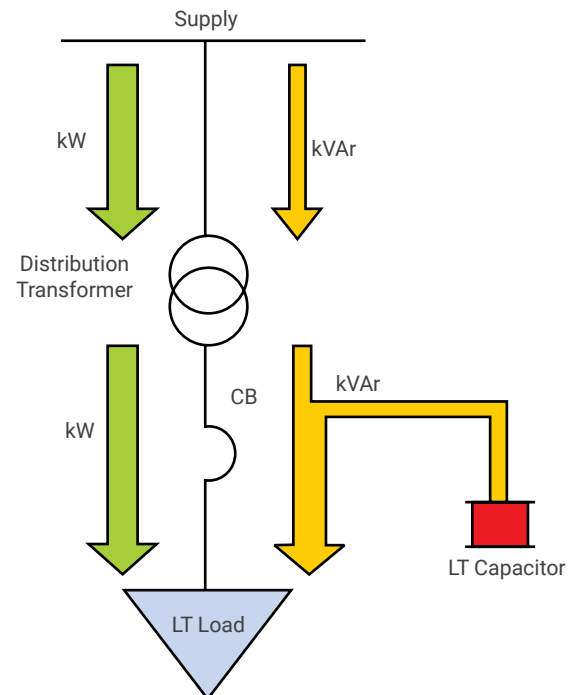 Supply
kW
kVAr
Distribution
Transformer
kW
CB
kVAr
LT Capacitor
LT Load